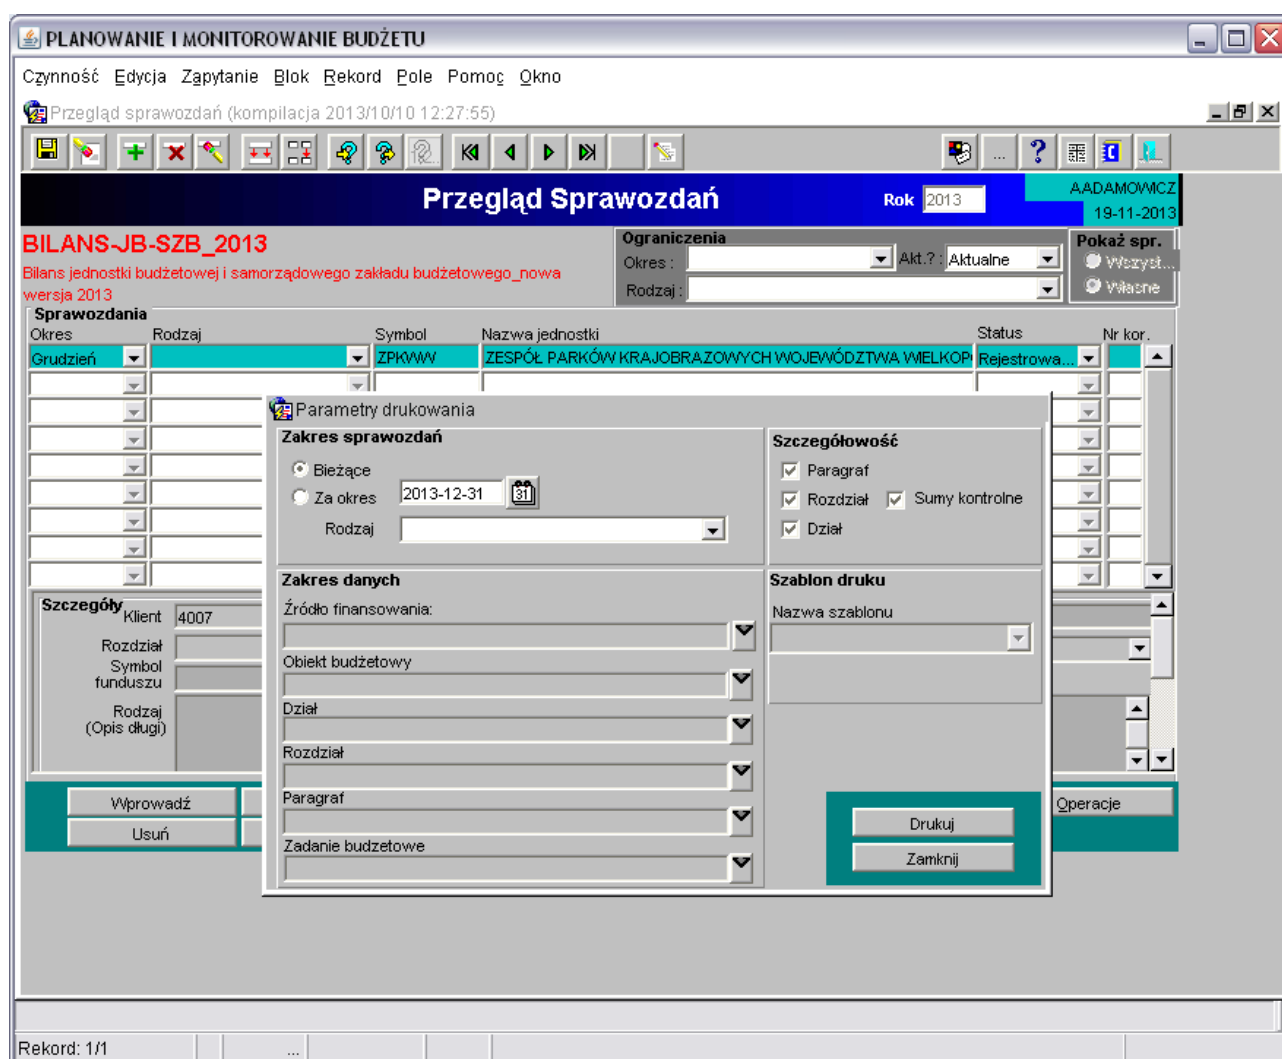 PLANOWANIE I MONITOROWANIE BUDŻETU
Czynność Edycja Zapytanie Blok Rekord Pole Pomoc Okno
Przegląd sprawozdań (kompilacja 2013/10/10 12:27:55)
Przegląd Sprawozdań
Rok 2013
AADAMOWICZ
19-11-2013
BILANS-JB-SZB_2013
Bilans jednostki budżetowej i samorządowego zakładu budżetowego_nowa
wersja 2013
Ograniczenia
Okres :
Akt.? : Aktualne
Rodzaj :
Pokaż spr.
Wszyst...
Własne
Sprawozdania
Okres Rodzaj Symbol Nazwa jednostki Status Nr kor.
Grudzień ZPKWW ZESPÓŁ PARKÓW KRAJOBRAZOWYCH WOJEWÓDZTWA WIELKOP Rejestrowa...
Parametry drukowania
Zakres sprawozdań
Bieżące
Za okres 2013-12-31
31
Rodzaj
Szczegółowość
Paragraf
Rozdział Sumy kontrolne
Dział
Zakres danych
Źródło finansowania:
Obiekt budżetowy
Dział
Rozdział
Paragraf
Zadanie budzetowe
Szablon druku
Nazwa szablonu
Drukuj
Zamknij
Szczegóły
Klient 4007
Rozdział
Symbol
funduszu
Rodzaj
(Opis długi)
Wprowadź
Usuń
Operacje
Rekord: 1/1
...